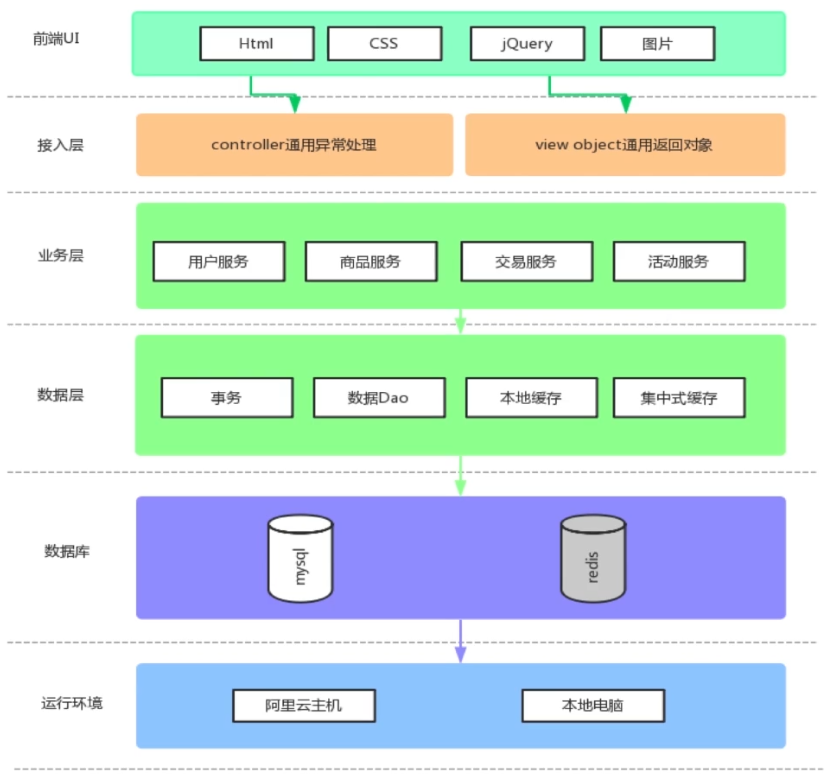 前端UI
Html
CSS
jQuery
图片
接入层
controller通用异常处理
view object通用返回对象
业务层
用户服务
商品服务
交易服务
活动服务
数据层
事务
数据Dao
本地缓存
集中式缓存
数据库
mysql
redis
运行环境
阿里云主机
本地电脑